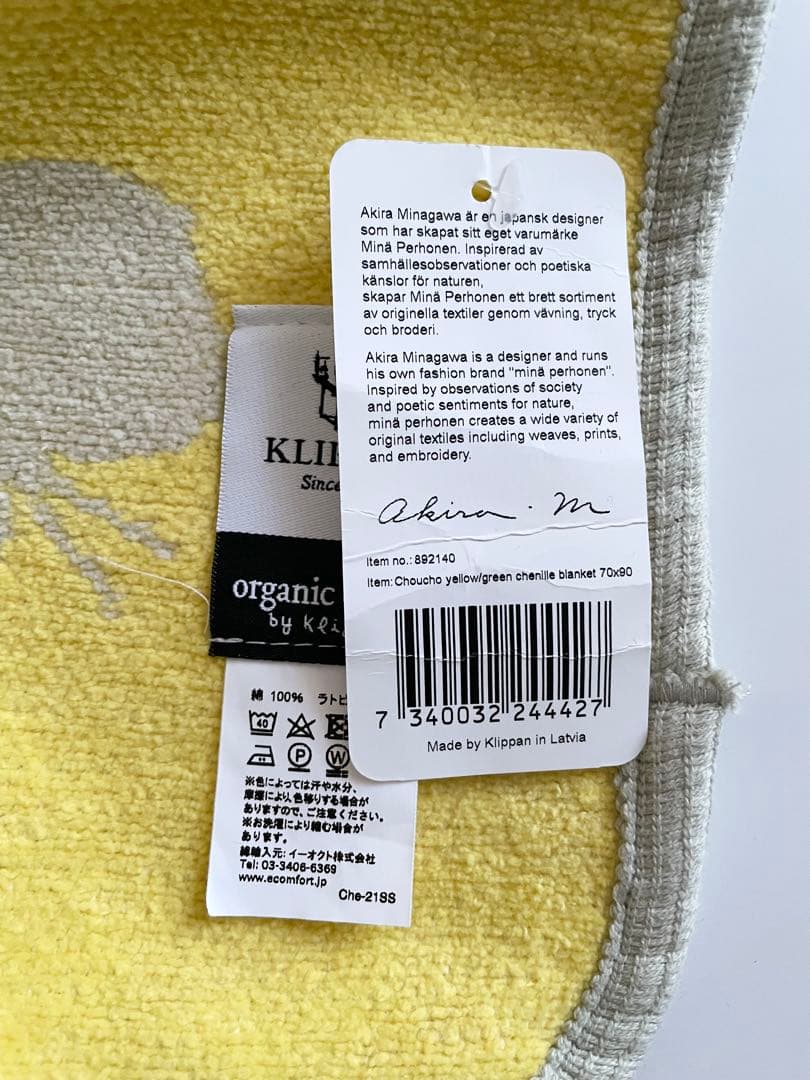 Akira Minagawa är en japansk designer
som har skapat sitt eget varumärke
Minä Perhonen. Inspirerad av
samhällesobservationer och poetiska
känslor för naturen,
skapar Minä Perhonen ett brett sortiment
av originella textiler genom vävning, tryck
och broderi.
Akira Minagawa is a designer and runs
his own fashion brand "minä perhonen".
Inspired by observations of society
and poetic sentiments for nature,
minä perhonen creates a wide variety of
original textiles including weaves, prints,
and embroidery.
Akira. M
Item no.: 892140
Item: Choucho yellow/green chenille blanket 70x90
7 340032 244427
Made by Klippan in Latvia
KLI
Since
organic
by kli
綿 100% ラトビ
40
P W
※色によっては汗や水分、
摩擦により、色移りする場合が
ありますので、ご注意ください。
※お洗濯により縮む場合が
あります。
綿輸入元: イーオクト株式会社
Tel: 03-3406-6369
www.ecomfort.jp
Che-21SS